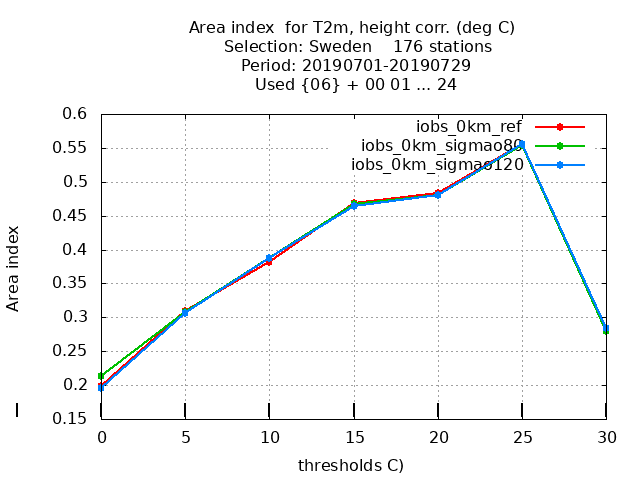 Area index  for T2m, height corr. (deg C)
Selection: Sweden    176 stations
Period: 20190701-20190729
Used {06} + 00 01 ... 24
iobs_0km_ref
iobs_0km_sigmao80
iobs_0km_sigmao120
0.6
0.55
0.5
0.45
0.4
0.35
0.3
0.25
0.2
0.15
Area index
0 5 10 15 20 25 30
thresholds C)